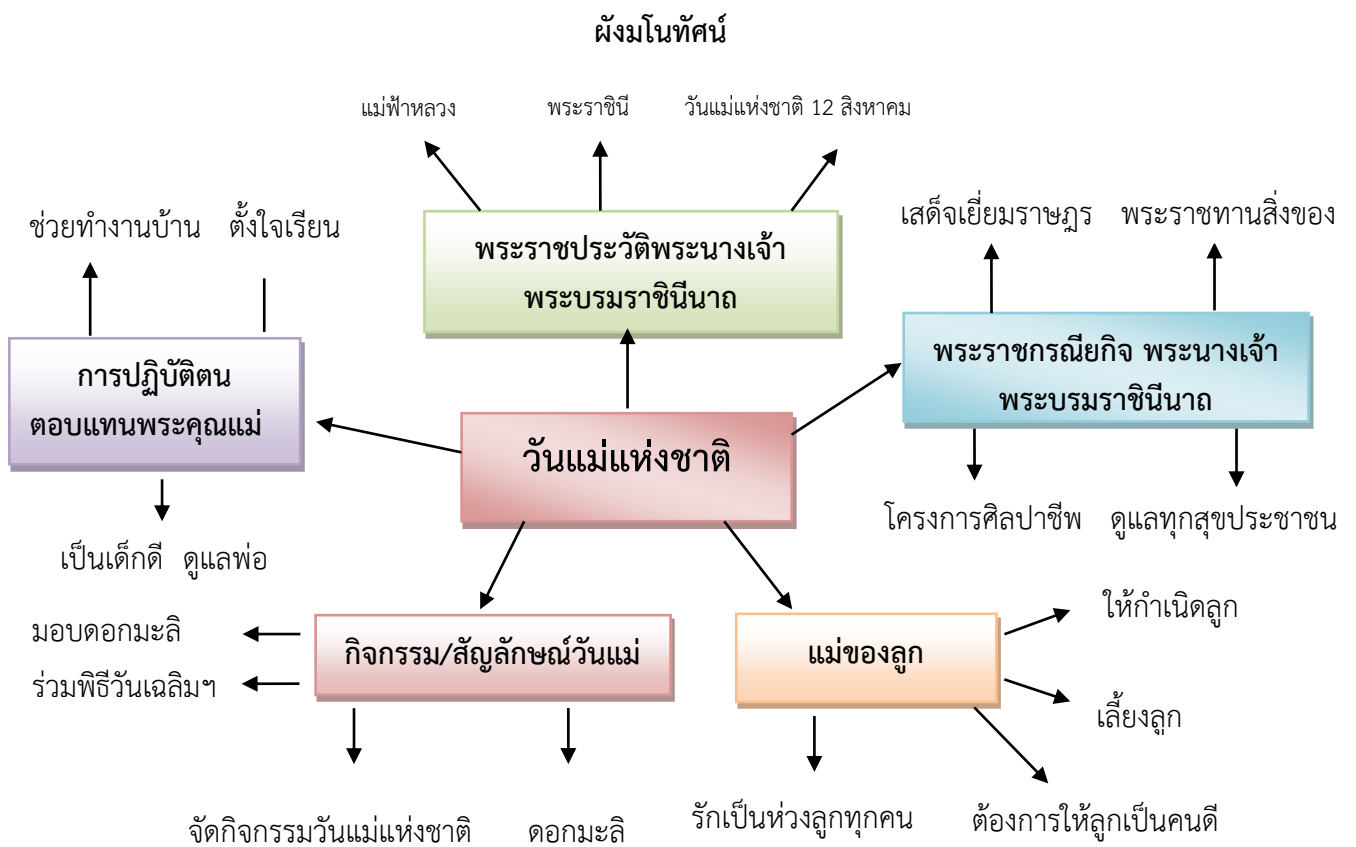 ผังมโนทัศน์
แม่ฟ้าหลวง พระราชินี วันแม่แห่งชาติ 12 สิงหาคม
ช่วยทำงานบ้าน ตั้งใจเรียน
เสด็จเยี่ยมราษฎร พระราชทานสิ่งของ
พระราชประวัติพระนางเจ้า
พระบรมราชินีนาถ
พระราชกรณียกิจ พระนางเจ้า
พระบรมราชินีนาถ
การปฏิบัติตน
ตอบแทนพระคุณแม่
วันแม่แห่งชาติ
โครงการศิลปาชีพ ดูแลทุกสุขประชาชน
เป็นเด็กดี ดูแลพ่อ
มอบดอกมะลิ
ร่วมพิธีวันเฉลิมฯ
กิจกรรม/สัญลักษณ์วันแม่
แม่ของลูก
ให้กำเนิดลูก
เลี้ยงลูก
จัดกิจกรรมวันแม่แห่งชาติ ดอกมะลิ
รักเป็นห่วงลูกทุกคน ต้องการให้ลูกเป็นคนดี